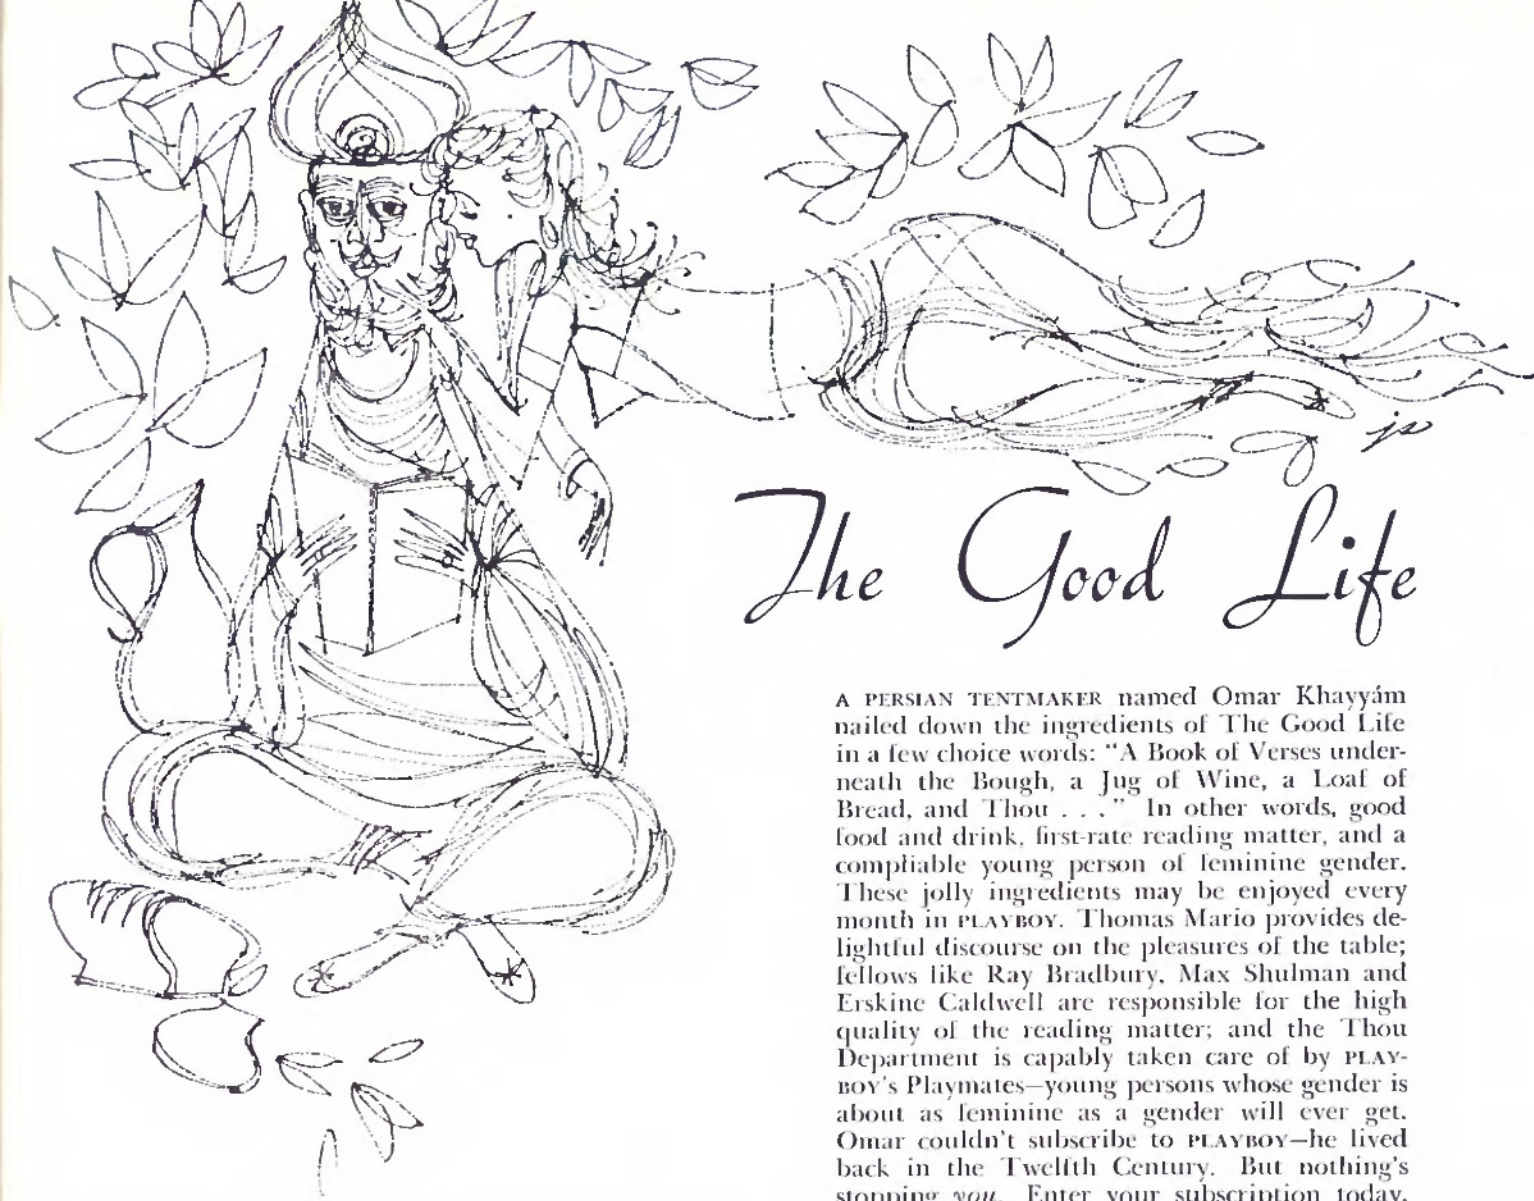 js
The Good Life
A PERSIAN TENTMAKER named Omar Khayyám
nailed down the ingredients of The Good Life
in a few choice words: “A Book of Verses under-
neath the Bough, a Jug of Wine, a Loaf of
Bread, and Thou . . .” In other words, good
food and drink, first-rate reading matter, and a
compliable young person of feminine gender.
These jolly ingredients may be enjoyed every
month in PLAYBOY. Thomas Mario provides de-
lightful discourse on the pleasures of the table;
fellows like Ray Bradbury, Max Shulman and
Erskine Caldwell are responsible for the high
quality of the reading matter; and the Thou
Department is capably taken care of by PLAY-
BOY's Playmates—young persons whose gender is
about as feminine as a gender will ever get.
Omar couldn't subscribe to PLAYBOY—he lived
back in the Twelfth Century. But nothing's
stopping you. Enter your subscription today.